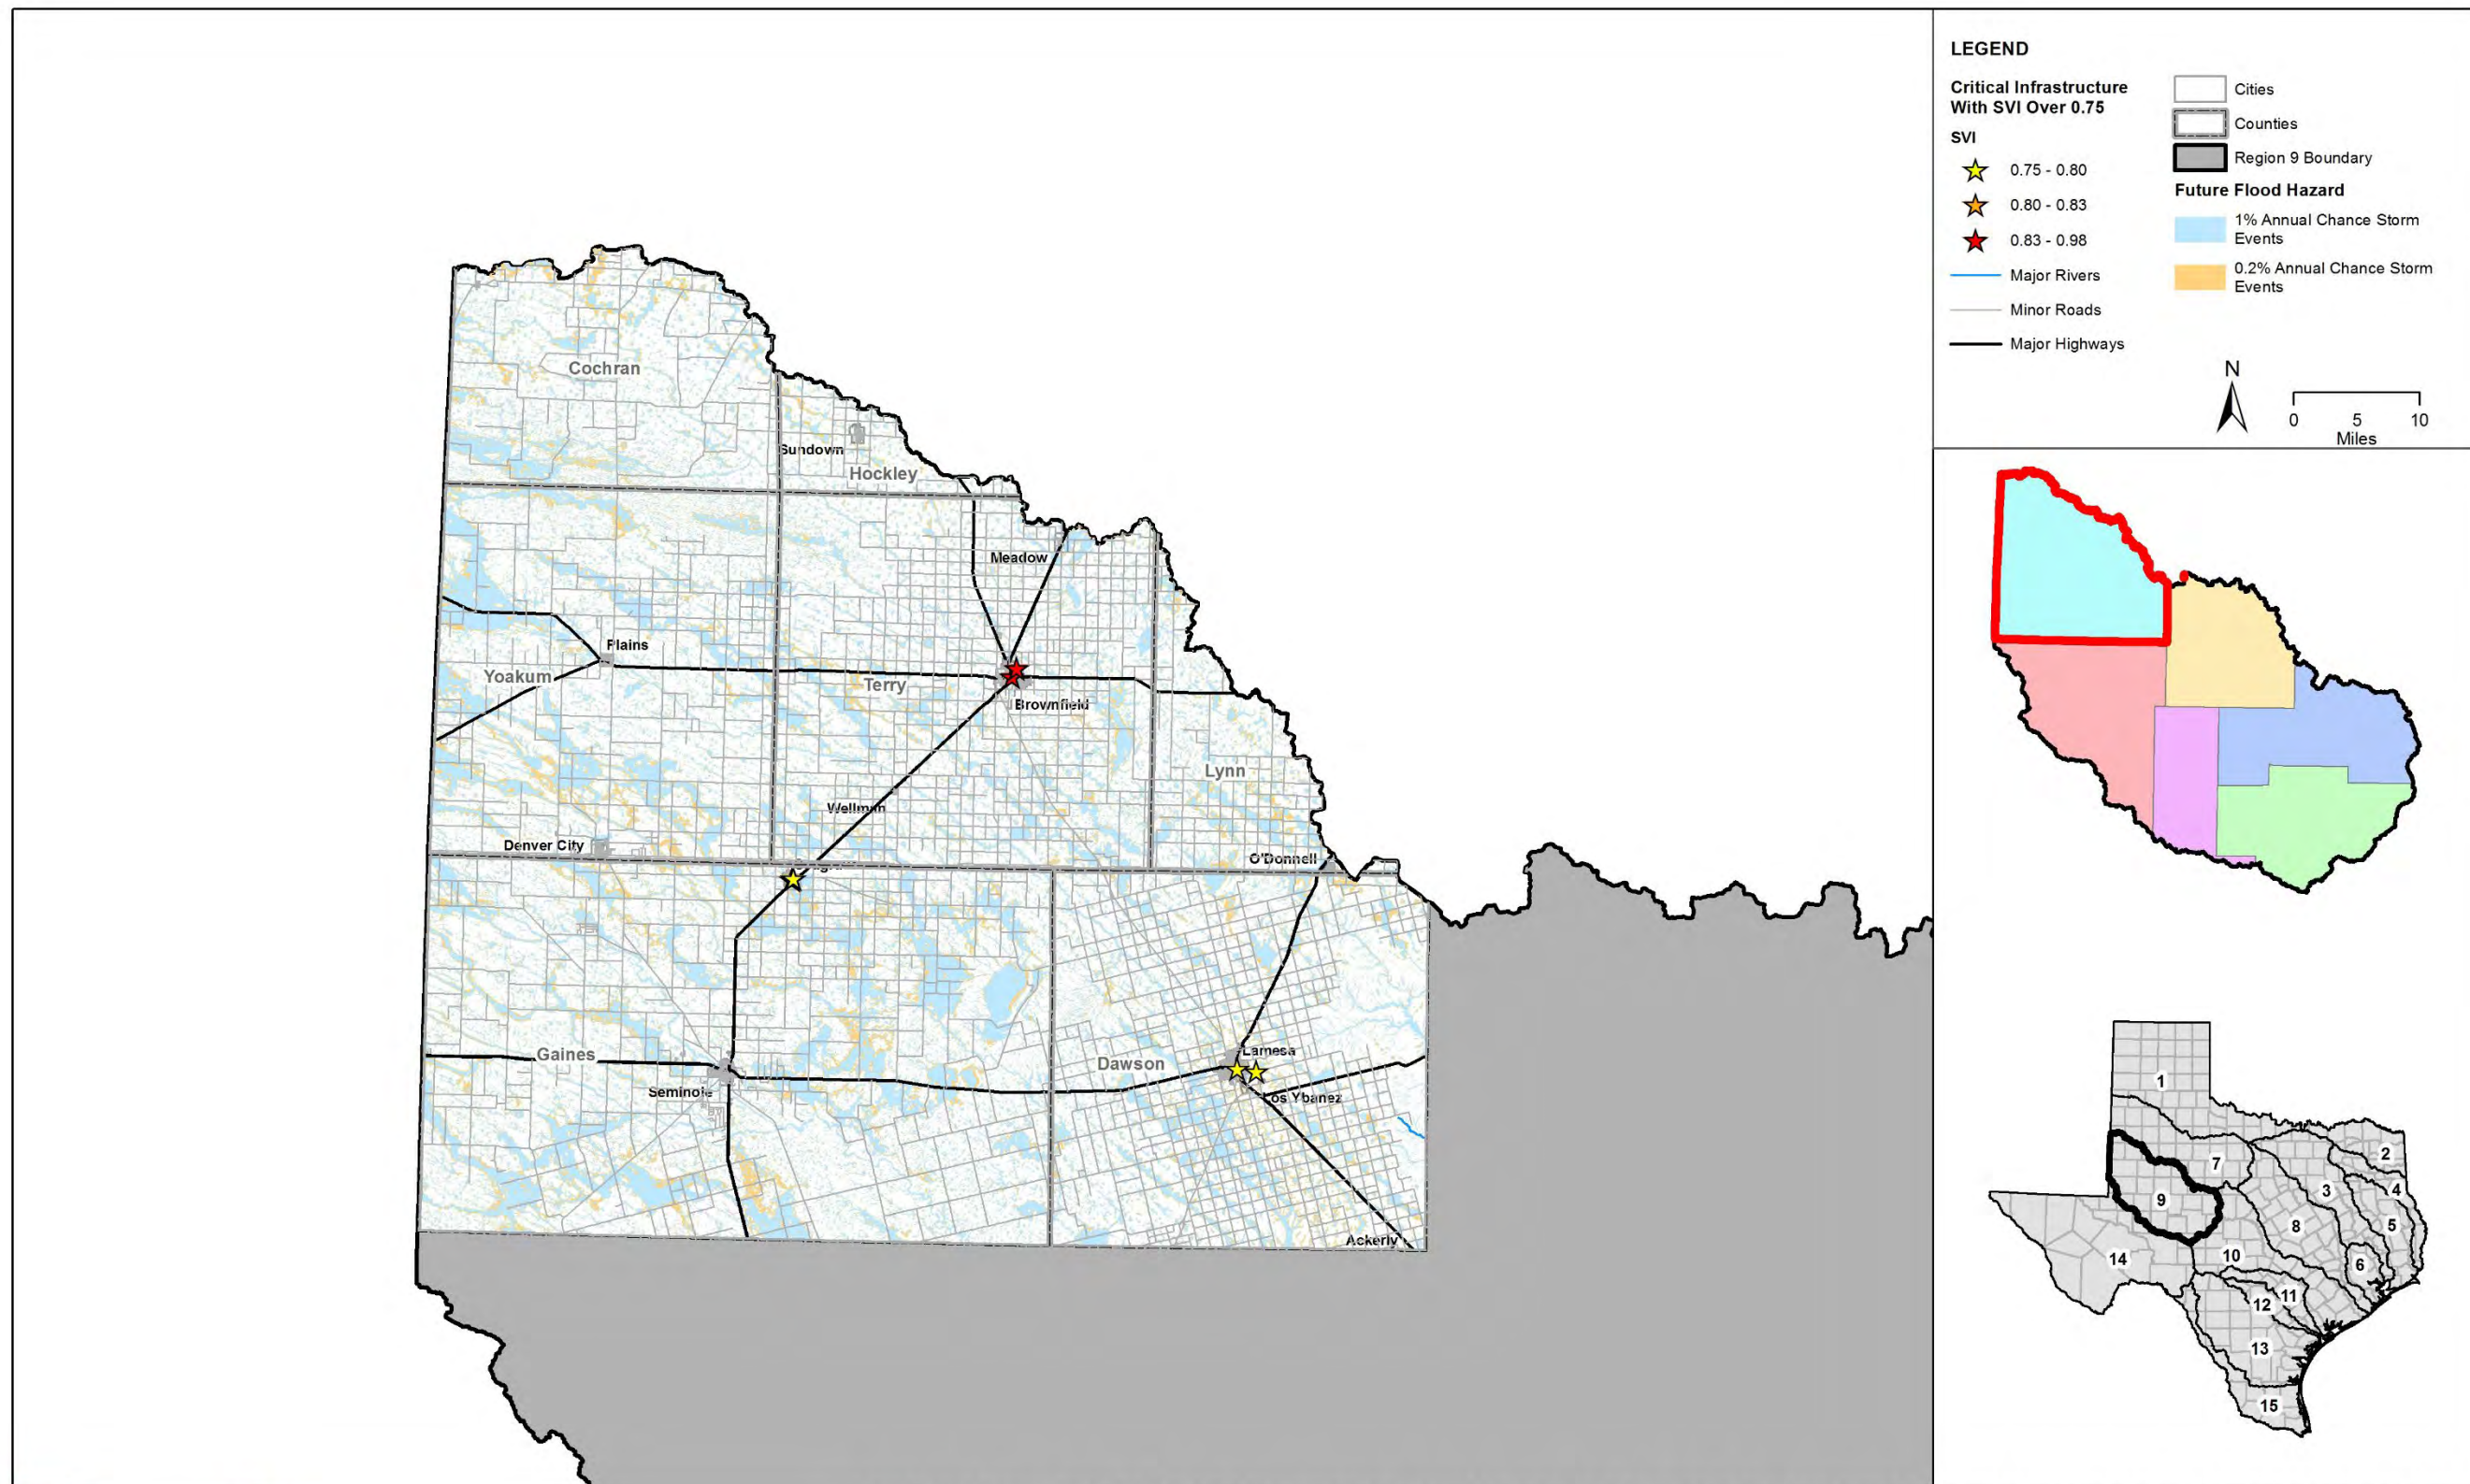 LEGEND
Critical Infrastructure
With SVI Over 0.75
SVI
0.75 - 0.80
0.80 - 0.83
0.83 - 0.98
Major Rivers
Minor Roads
Major Highways
Cities
Counties
Region 9 Boundary
Future Flood Hazard
1% Annual Chance Storm
Events
0.2% Annual Chance Storm
Events
N
0 5 10
Miles
Cochran
Sundown
Hockley
Meadow
Plains
Yoakum
Terry
Brownfield
Lynn
Wellman
Denver City
O'Donnell
Gaines
Seminole
Dawson
Lamesa
Los Ybanez
Ackerly
1
2
7
3
4
9
5
8
10
14
6
11
12
13
15